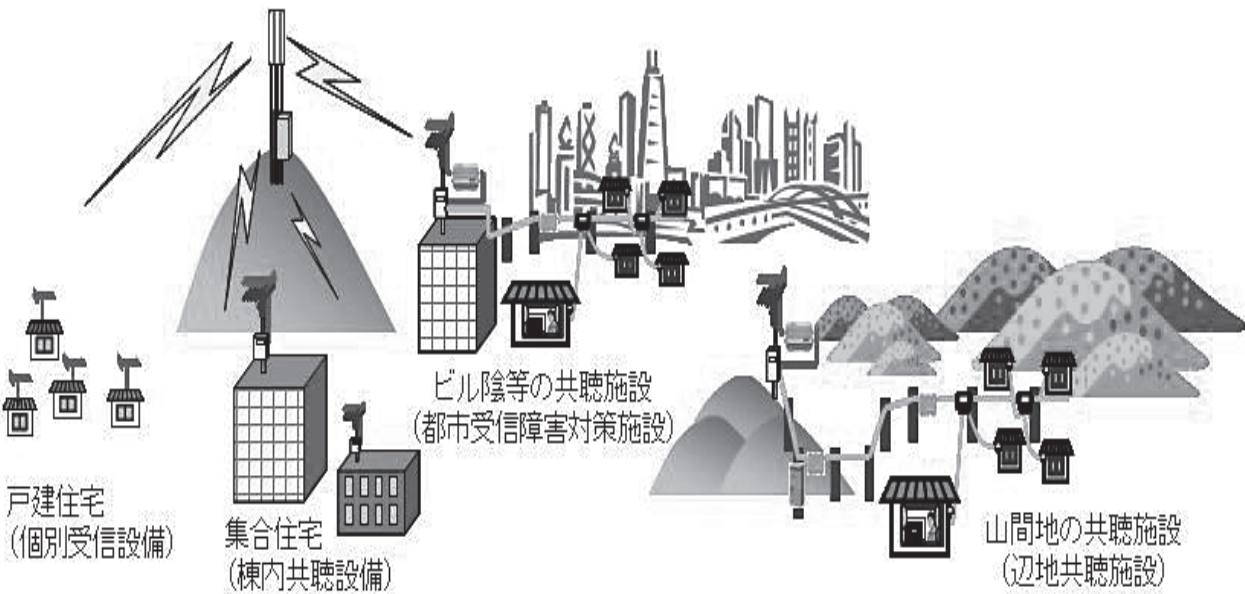 ビル陰等の共聴施設
(都市受信障害対策施設)
戸建住宅
(個別受信設備)
集合住宅
(棟内共聴設備)
山間地の共聴施設
(辺地共聴施設)